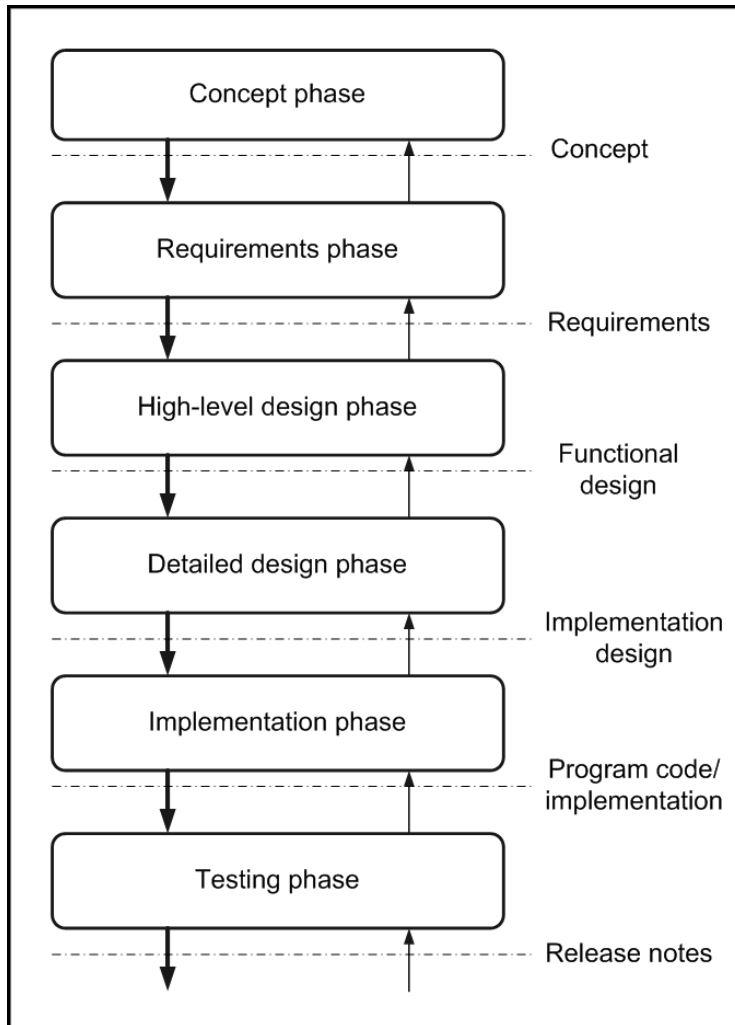 Concept phase
Concept
Requirements phase
Requirements
High-level design phase
Functional
design
Detailed design phase
Implementation
design
Implementation phase
Program code/
implementation
Testing phase
Release notes